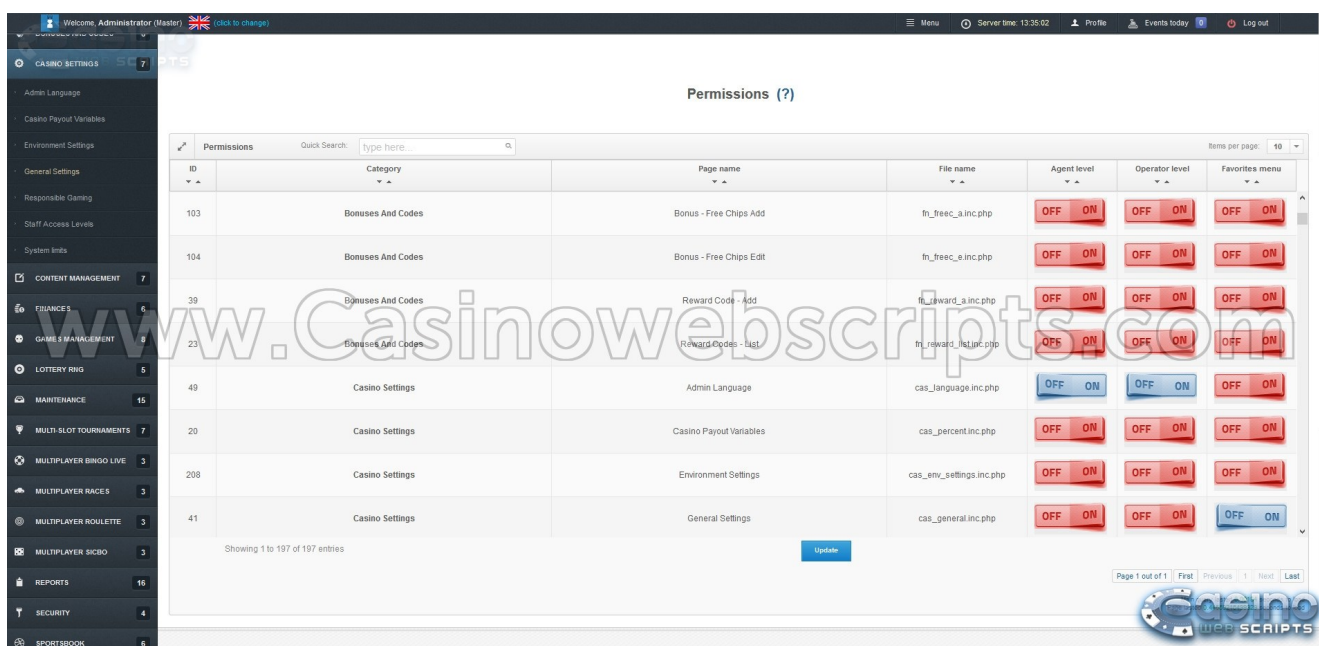 Welcome, Administrator (Master) (click to change) Menu Server time: 13:35:02 Profile Events today 0 Log out
BONUSES AND CODES
CASINO SETTINGS 7
Admin Language
Casino Payout Variables
Environment Settings
General Settings
Responsible Gaming
Staff Access Levels
System limits
CONTENT MANAGEMENT 7
FINANCES 6
GAMES MANAGEMENT 8
LOTTERY RNG 5
MAINTENANCE 15
MULTI-SLOT TOURNAMENTS 7
MULTIPLAYER BINGO LIVE 3
MULTIPLAYER RACES 3
MULTIPLAYER ROULETTE 3
MULTIPLAYER SICBO 3
REPORTS 16
SECURITY 4
SPORTSBOOK 6
Permissions (?)
Permissions Quick Search: type here... Items per page: 10
ID Category Page name File name Agent level Operator level Favorites menu
103 Bonuses And Codes Bonus - Free Chips Add fn_freec_a.inc.php OFF ON OFF ON OFF ON
104 Bonuses And Codes Bonus - Free Chips Edit fn_freec_e.inc.php OFF ON OFF ON OFF ON
39 Bonuses And Codes Reward Code - Add fn_reward_a.inc.php OFF ON OFF ON OFF ON
23 Bonuses And Codes Reward Codes - List fn_reward_list.inc.php OFF ON OFF ON OFF ON
49 Casino Settings Admin Language cas_language.inc.php OFF ON OFF ON OFF ON
20 Casino Settings Casino Payout Variables cas_percent.inc.php OFF ON OFF ON OFF ON
208 Casino Settings Environment Settings cas_env_settings.inc.php OFF ON OFF ON OFF ON
41 Casino Settings General Settings cas_general.inc.php OFF ON OFF ON OFF ON
Showing 1 to 197 of 197 entries Update
Page 1 out of 1 First Previous 1 Next Last
www.Casinowebscripts.com
Casino
WEB SCRIPTS